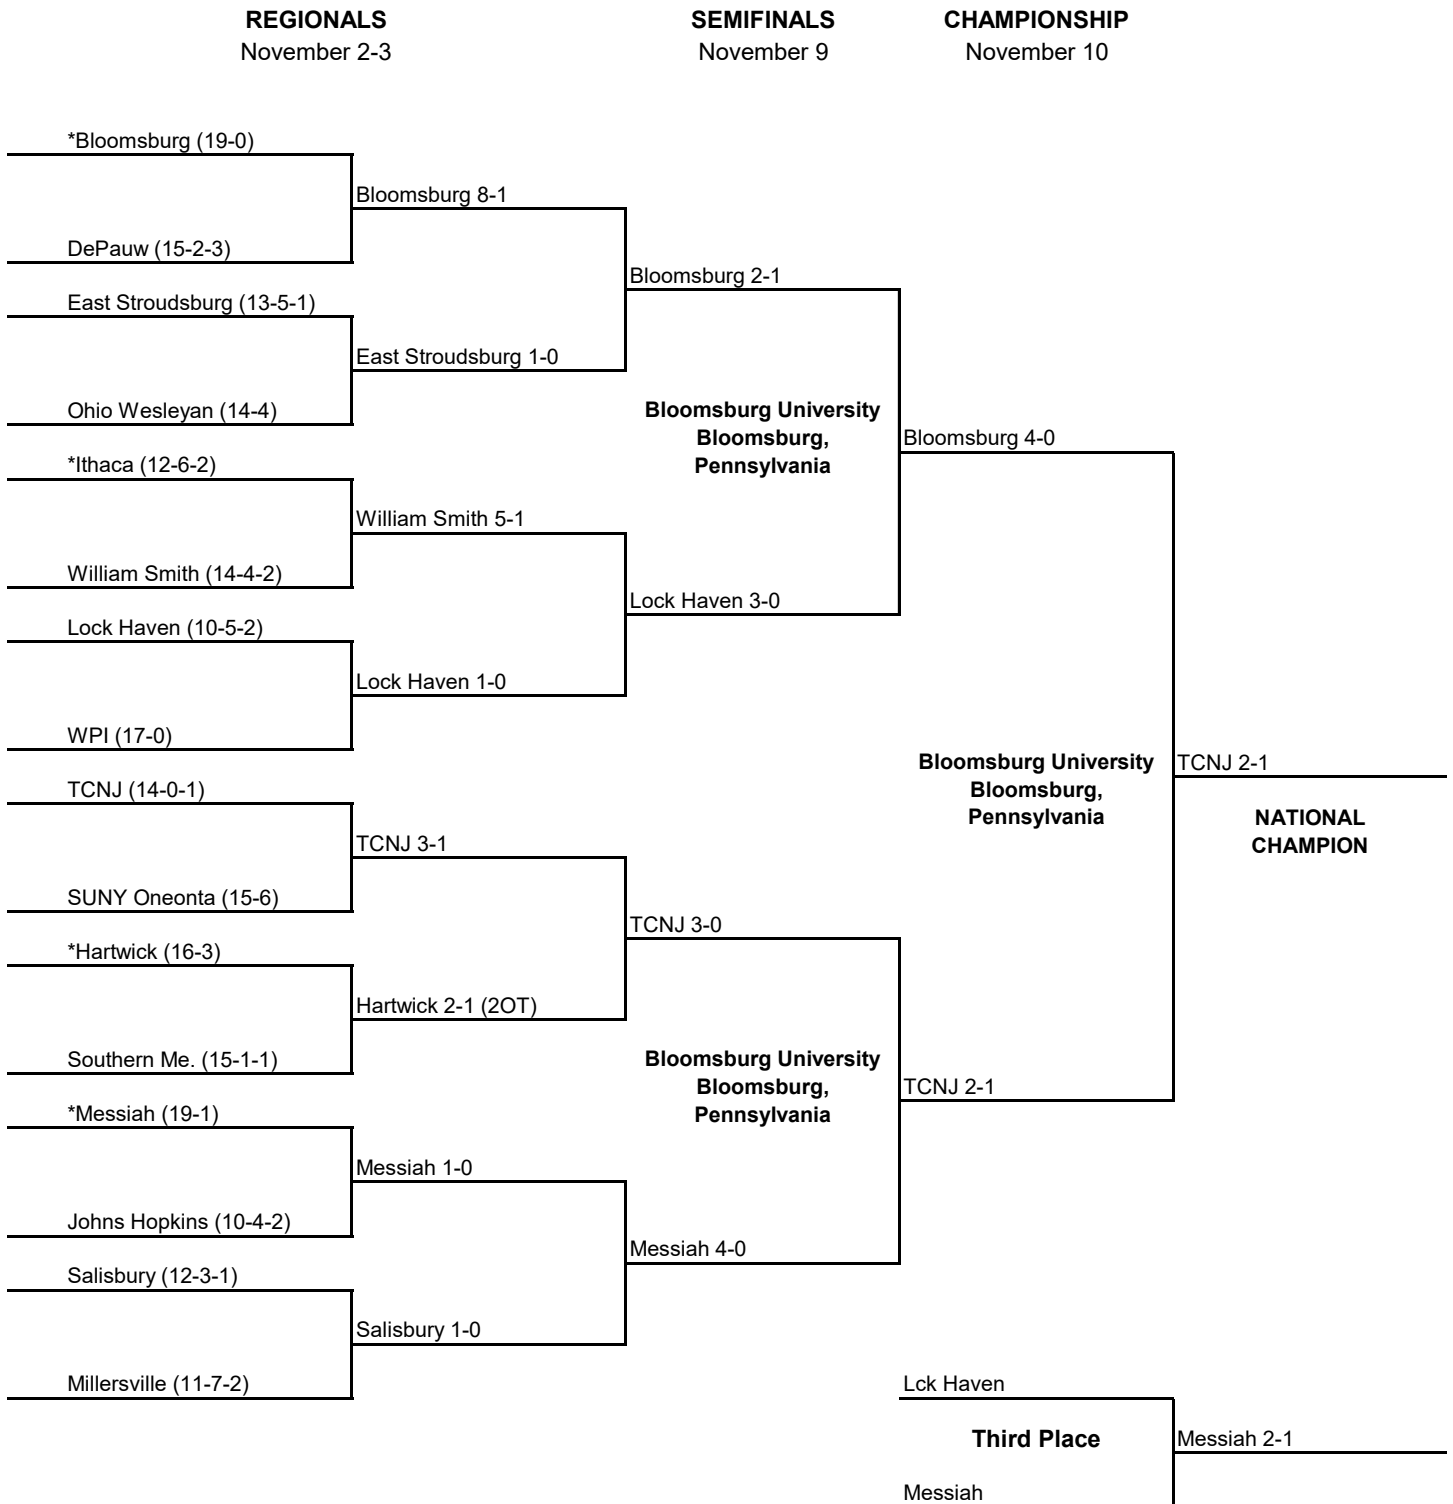 REGIONALS
November 2-3
SEMIFINALS
November 9
CHAMPIONSHIP
November 10
*Bloomsburg (19-0)
DePauw (15-2-3)
East Stroudsburg (13-5-1)
Ohio Wesleyan (14-4)
*Ithaca (12-6-2)
William Smith (14-4-2)
Lock Haven (10-5-2)
WPI (17-0)
TCNJ (14-0-1)
SUNY Oneonta (15-6)
*Hartwick (16-3)
Southern Me. (15-1-1)
*Messiah (19-1)
Johns Hopkins (10-4-2)
Salisbury (12-3-1)
Millersville (11-7-2)
Bloomsburg 8-1
East Stroudsburg 1-0
William Smith 5-1
Lock Haven 1-0
TCNJ 3-1
Hartwick 2-1 (2OT)
Messiah 1-0
Salisbury 1-0
Bloomsburg 2-1
Bloomsburg University
Bloomsburg,
Pennsylvania
Lock Haven 3-0
TCNJ 3-0
Bloomsburg University
Bloomsburg,
Pennsylvania
Messiah 4-0
Bloomsburg 4-0
Bloomsburg University
Bloomsburg,
Pennsylvania
TCNJ 2-1
TCNJ 2-1
NATIONAL
CHAMPION
Lck Haven
Third Place
Messiah
Messiah 2-1